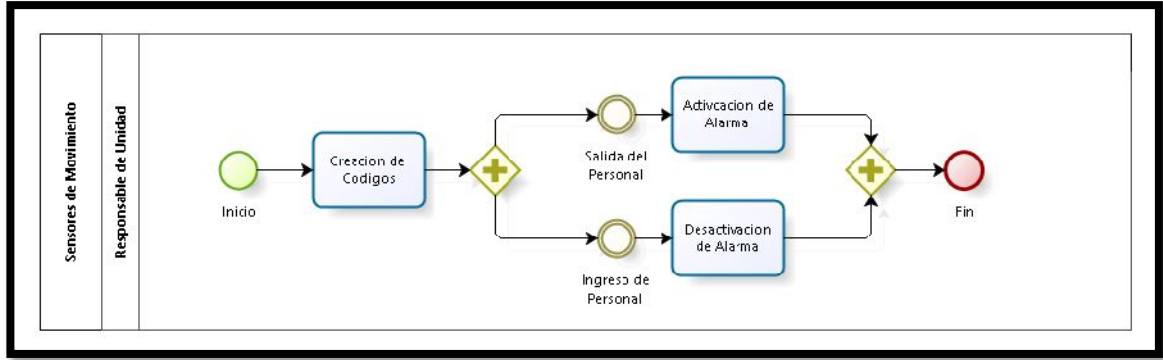 Sensores de Movimiento
Responsable de Unidad
Inicio
Creacion de
Codigos
Salida del
Personal
Activcacion de
Alarma
Ingreso de
Personal
Desactivacion
de Alarma
Fin